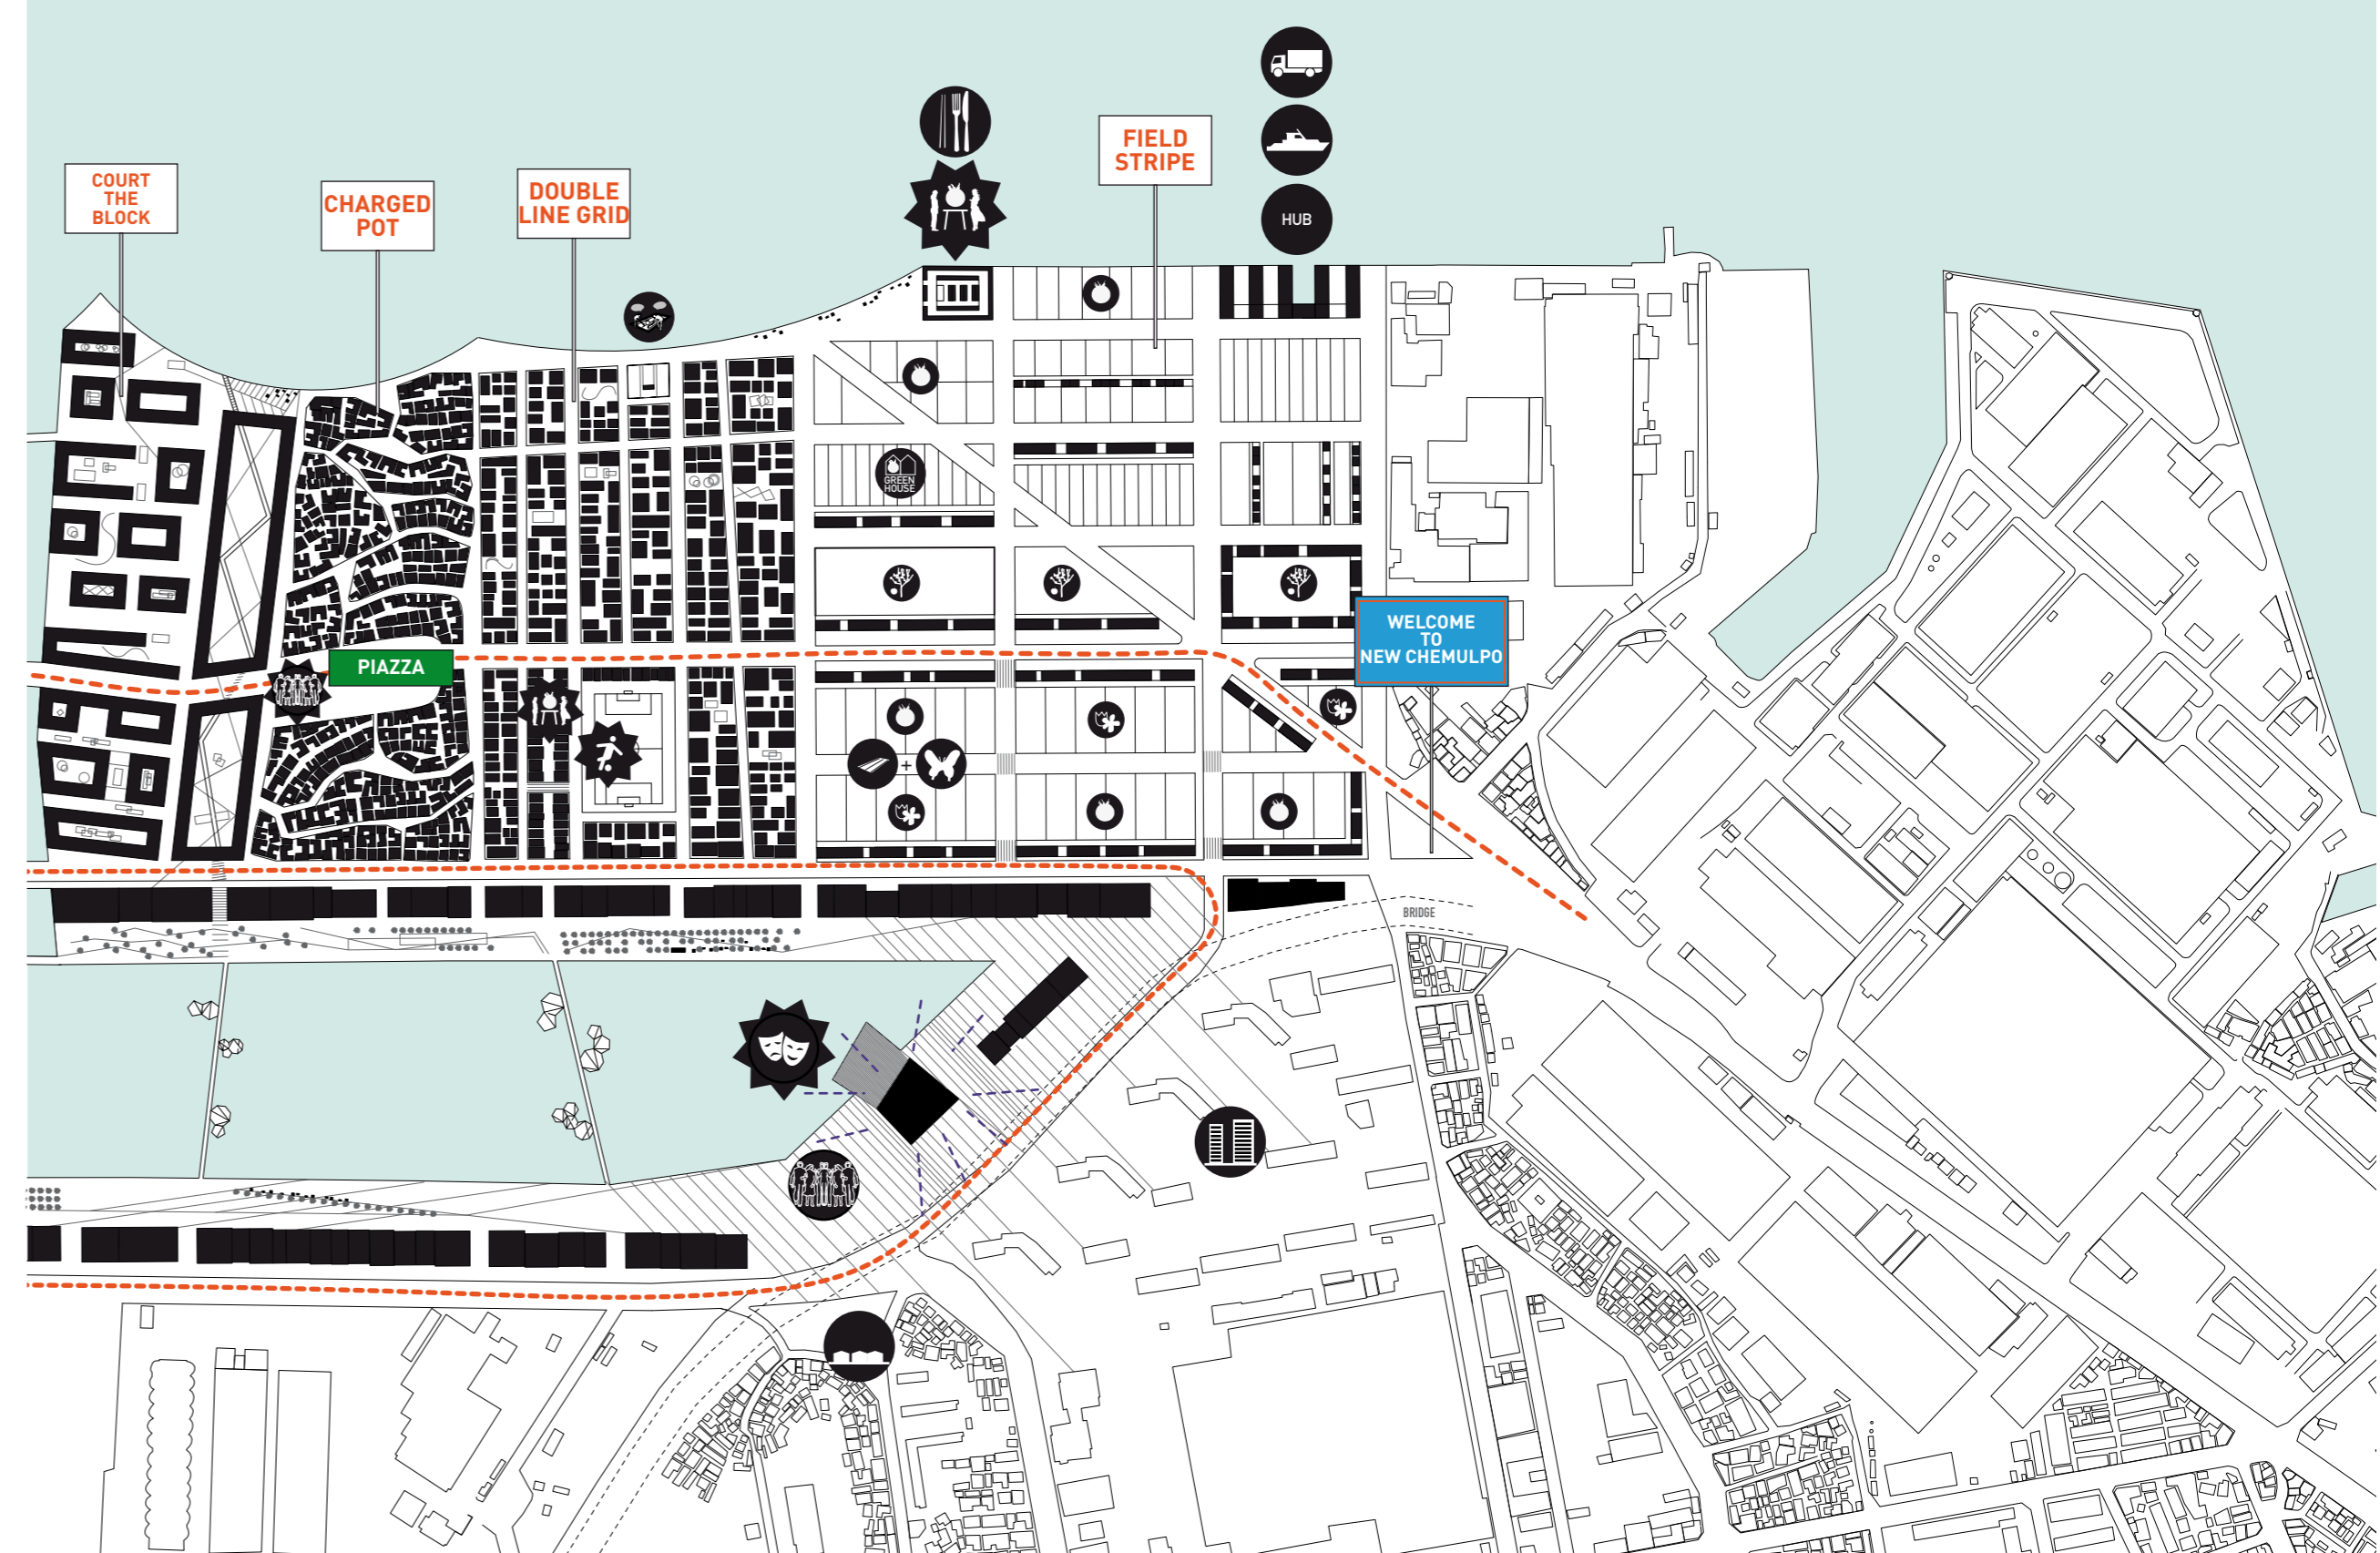 COURT
THE
BLOCK
CHARGED
POT
DOUBLE
LINE GRID
FIELD
STRIPE
HUB
GREEN
HOUSE
WELCOME
TO
NEW CHEMULPO
PIAZZA
+
BRIDGE